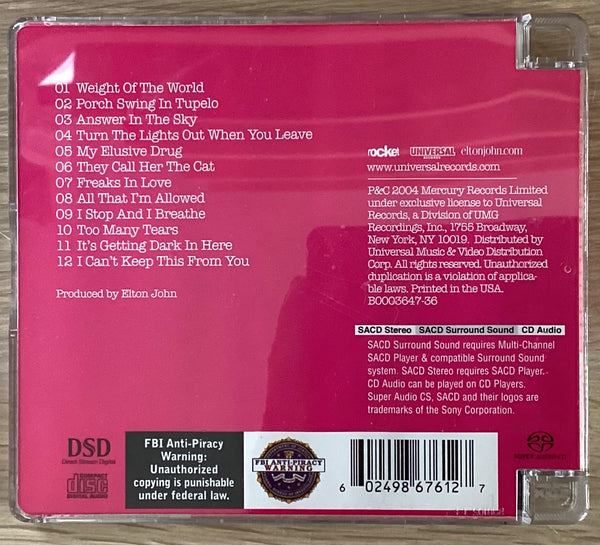 01 Weight Of The World
02 Porch Swing In Tupelo
03 Answer In The Sky
04 Turn The Lights Out When You Leave
05 My Elusive Drug
06 They Call Her The Cat
07 Freaks In Love
08 All That I'm Allowed
09 I Stop And I Breathe
10 Too Many Tears
11 It's Getting Dark In Here
12 I Can't Keep This From You
Produced by Elton John
rocket UNIVERSAL RECORDS eltonjohn.com
www.universalrecords.com
P&C 2004 Mercury Records Limited
under exclusive license to Universal
Records, a Division of UMG
Recordings, Inc., 1755 Broadway,
New York, NY 10019. Distributed by
Universal Music & Video Distribution
Corp. All rights reserved. Unauthorized
duplication is a violation of applica-
ble laws. Printed in the USA.
B0003647-36
SACD Stereo SACD Surround Sound CD Audio
SACD Surround Sound requires Multi-Channel
SACD Player & compatible Surround Sound
system. SACD Stereo requires SACD Player.
CD Audio can be played on CD Players.
Super Audio CS, SACD and their logos are
trademarks of the Sony Corporation.
DSD
Direct Stream Digital
COMPACT
disc
DIGITAL AUDIO
FBI Anti-Piracy
Warning:
Unauthorized
copying is punishable
under federal law.
FBI ANTI-PIRACY
WARNING
6 02498 67612 7
SUPER AUDIO CD